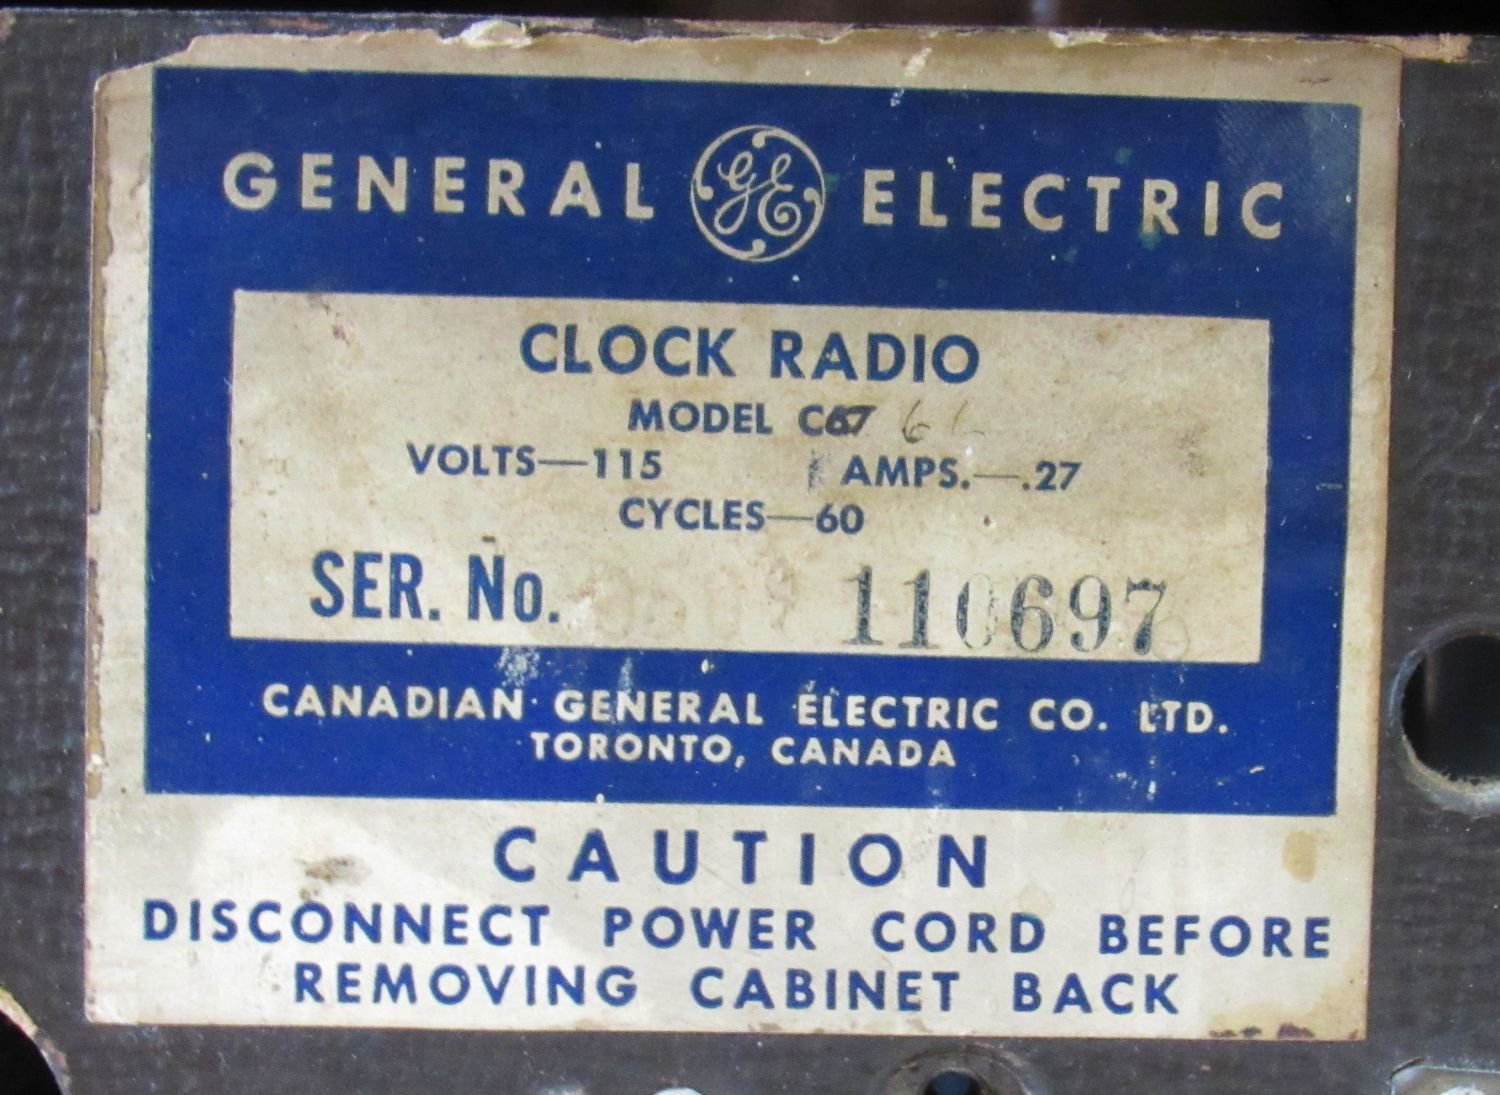 GENERAL GE ELECTRIC
CLOCK RADIO
MODEL C67 6
VOLTS—115 AMPS.—.27
CYCLES—60
SER. No. 110697
CANADIAN GENERAL ELECTRIC CO. LTD.
TORONTO, CANADA
CAUTION
DISCONNECT POWER CORD BEFORE
REMOVING CABINET BACK